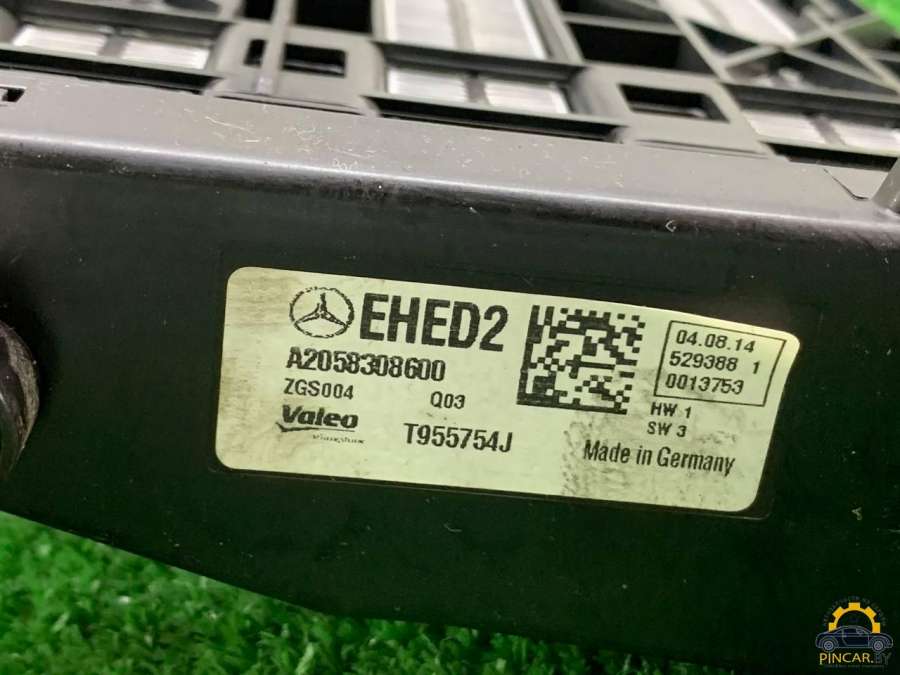 EHED2
A2058308600
ZGS004 Q03
Valeo
T955754J
04.08.14
529388 1
0013753
HW 1
SW 3
Made in Germany
PINCAR.BY